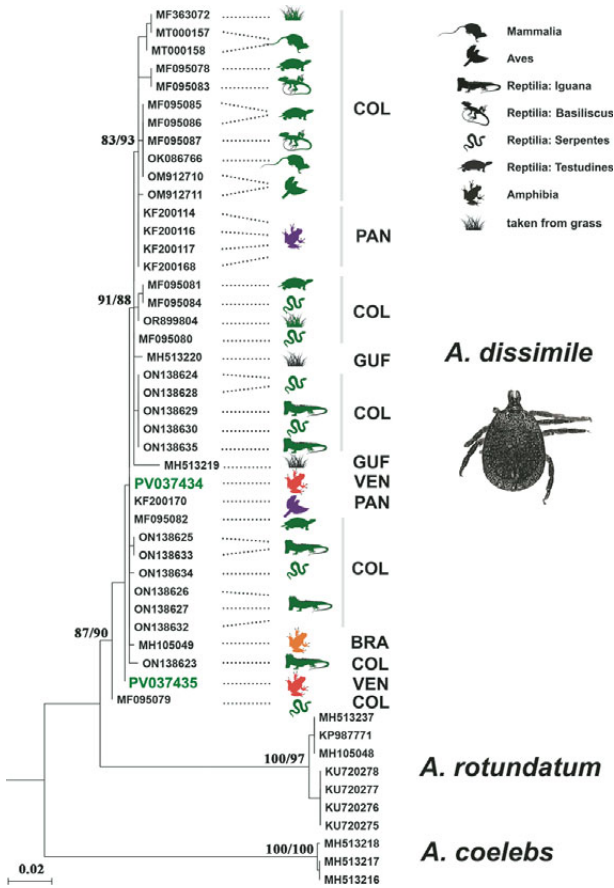 MF363072
MT000157
MT000158
MF095078
MF095083
MF095085
MF095086
83/93
MF095087
OK086766
OM912710
OM912711
COL
KF200114
KF200116
KF200117
KF200168
PAN
91/88
MF095081
MF095084
OR899804
MF095080
COL
MH513220
GUF
ON138624
ON138628
ON138629
ON138630
ON138635
COL
MH513219
GUF
PV037434
VEN
KF200170
PAN
MF095082
ON138625
ON138633
ON138634
ON138626
ON138627
ON138632
COL
87/90
MH105049
BRA
ON138623
COL
PV037435
VEN
MF095079
COL
MH513237
KP987771
MH105048
100/97
KU720278
KU720277
KU720276
KU720275
MH513218
100/100
MH513217
MH513216
0.02
Mammalia
Aves
Reptilia: Iguana
Reptilia: Basiliscus
Reptilia: Serpentes
Reptilia: Testudines
Amphibia
taken from grass
A. dissimile
A. rotundatum
A. coelebs